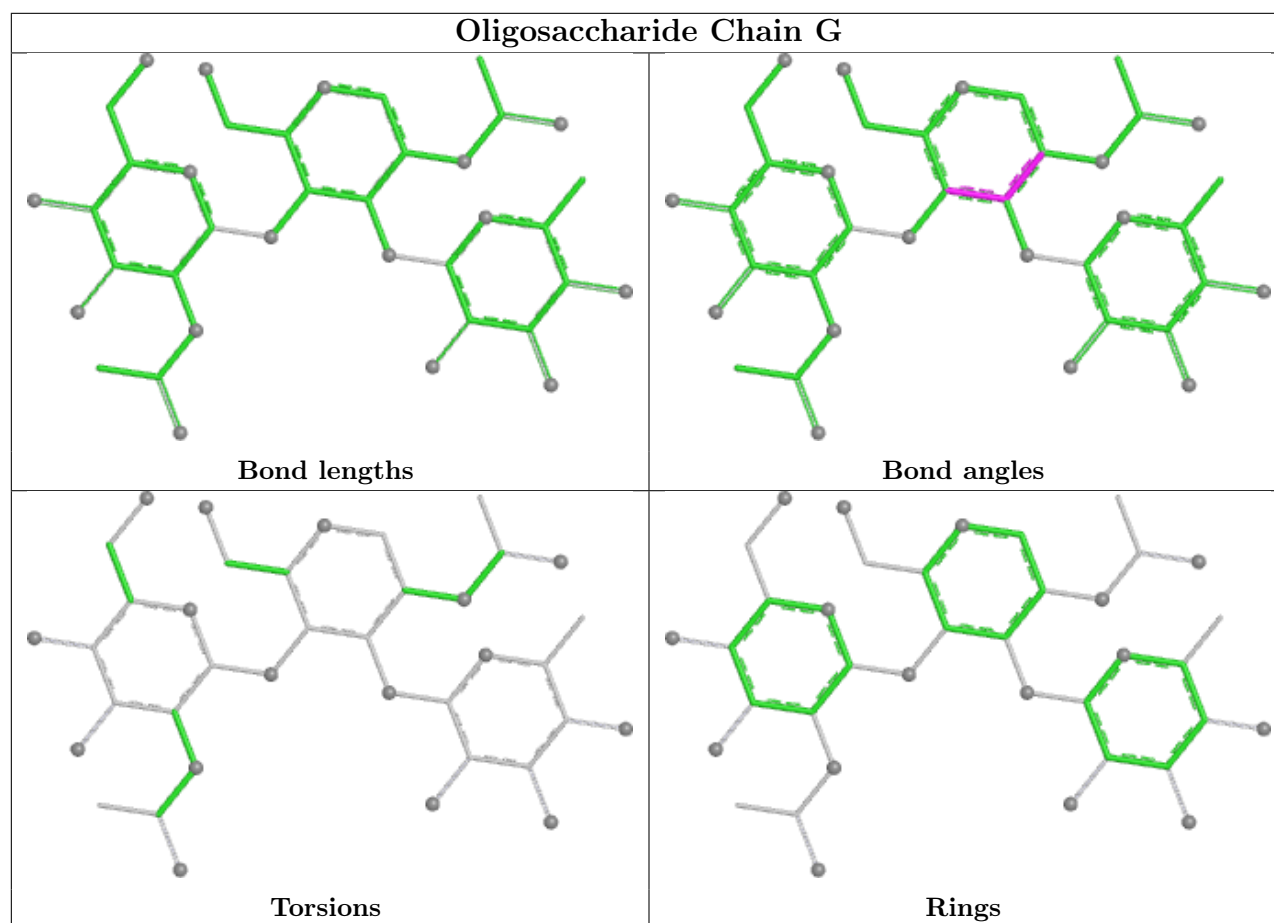 Oligosaccharide Chain G
Bond lengths
Bond angles
Torsions
Rings